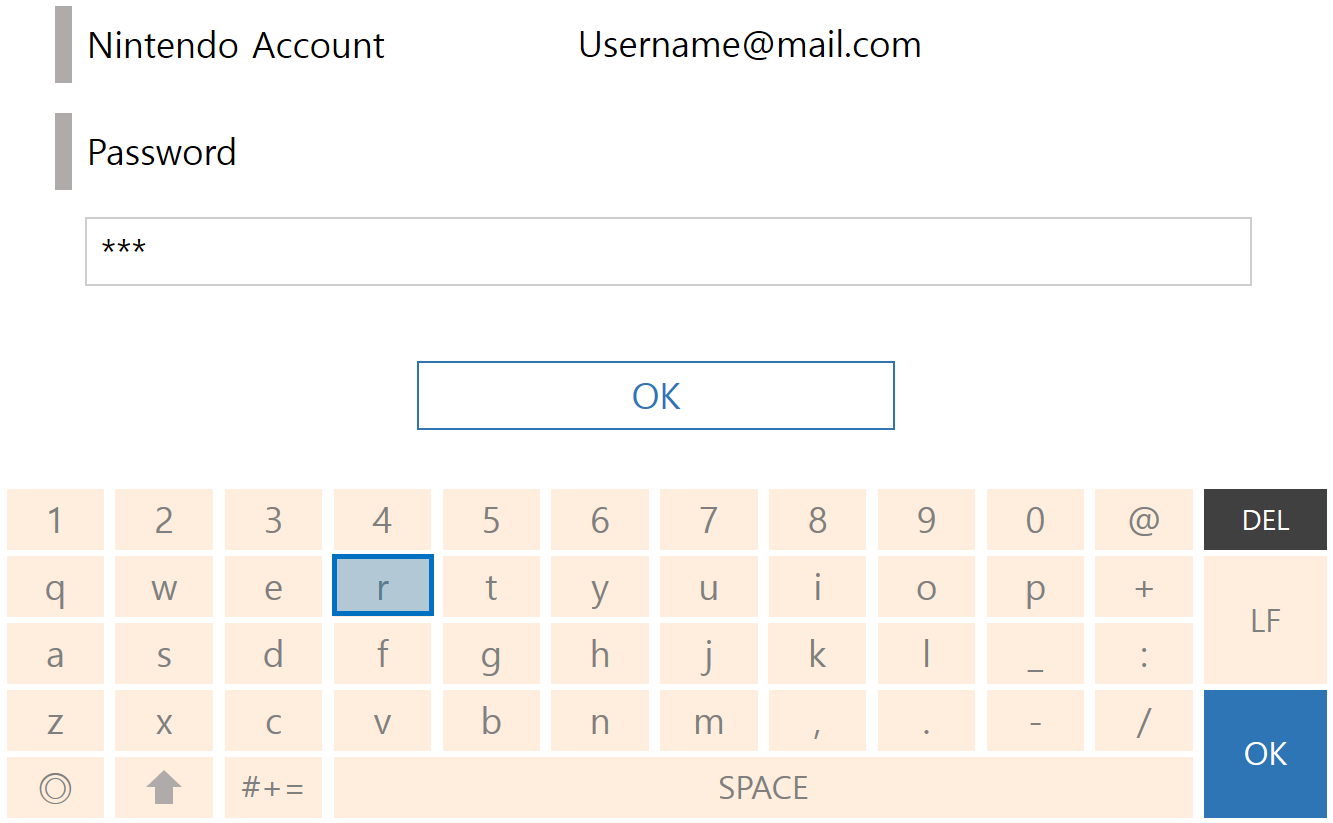 Nintendo Account Username@mail.com
Password
***
OK
1 2 3 4 5 6 7 8 9 0 @ DEL
q w e r t y u i o p + LF
a s d f g h j k l _ :
z x c v b n m , . - / OK
◎ #+= SPACE